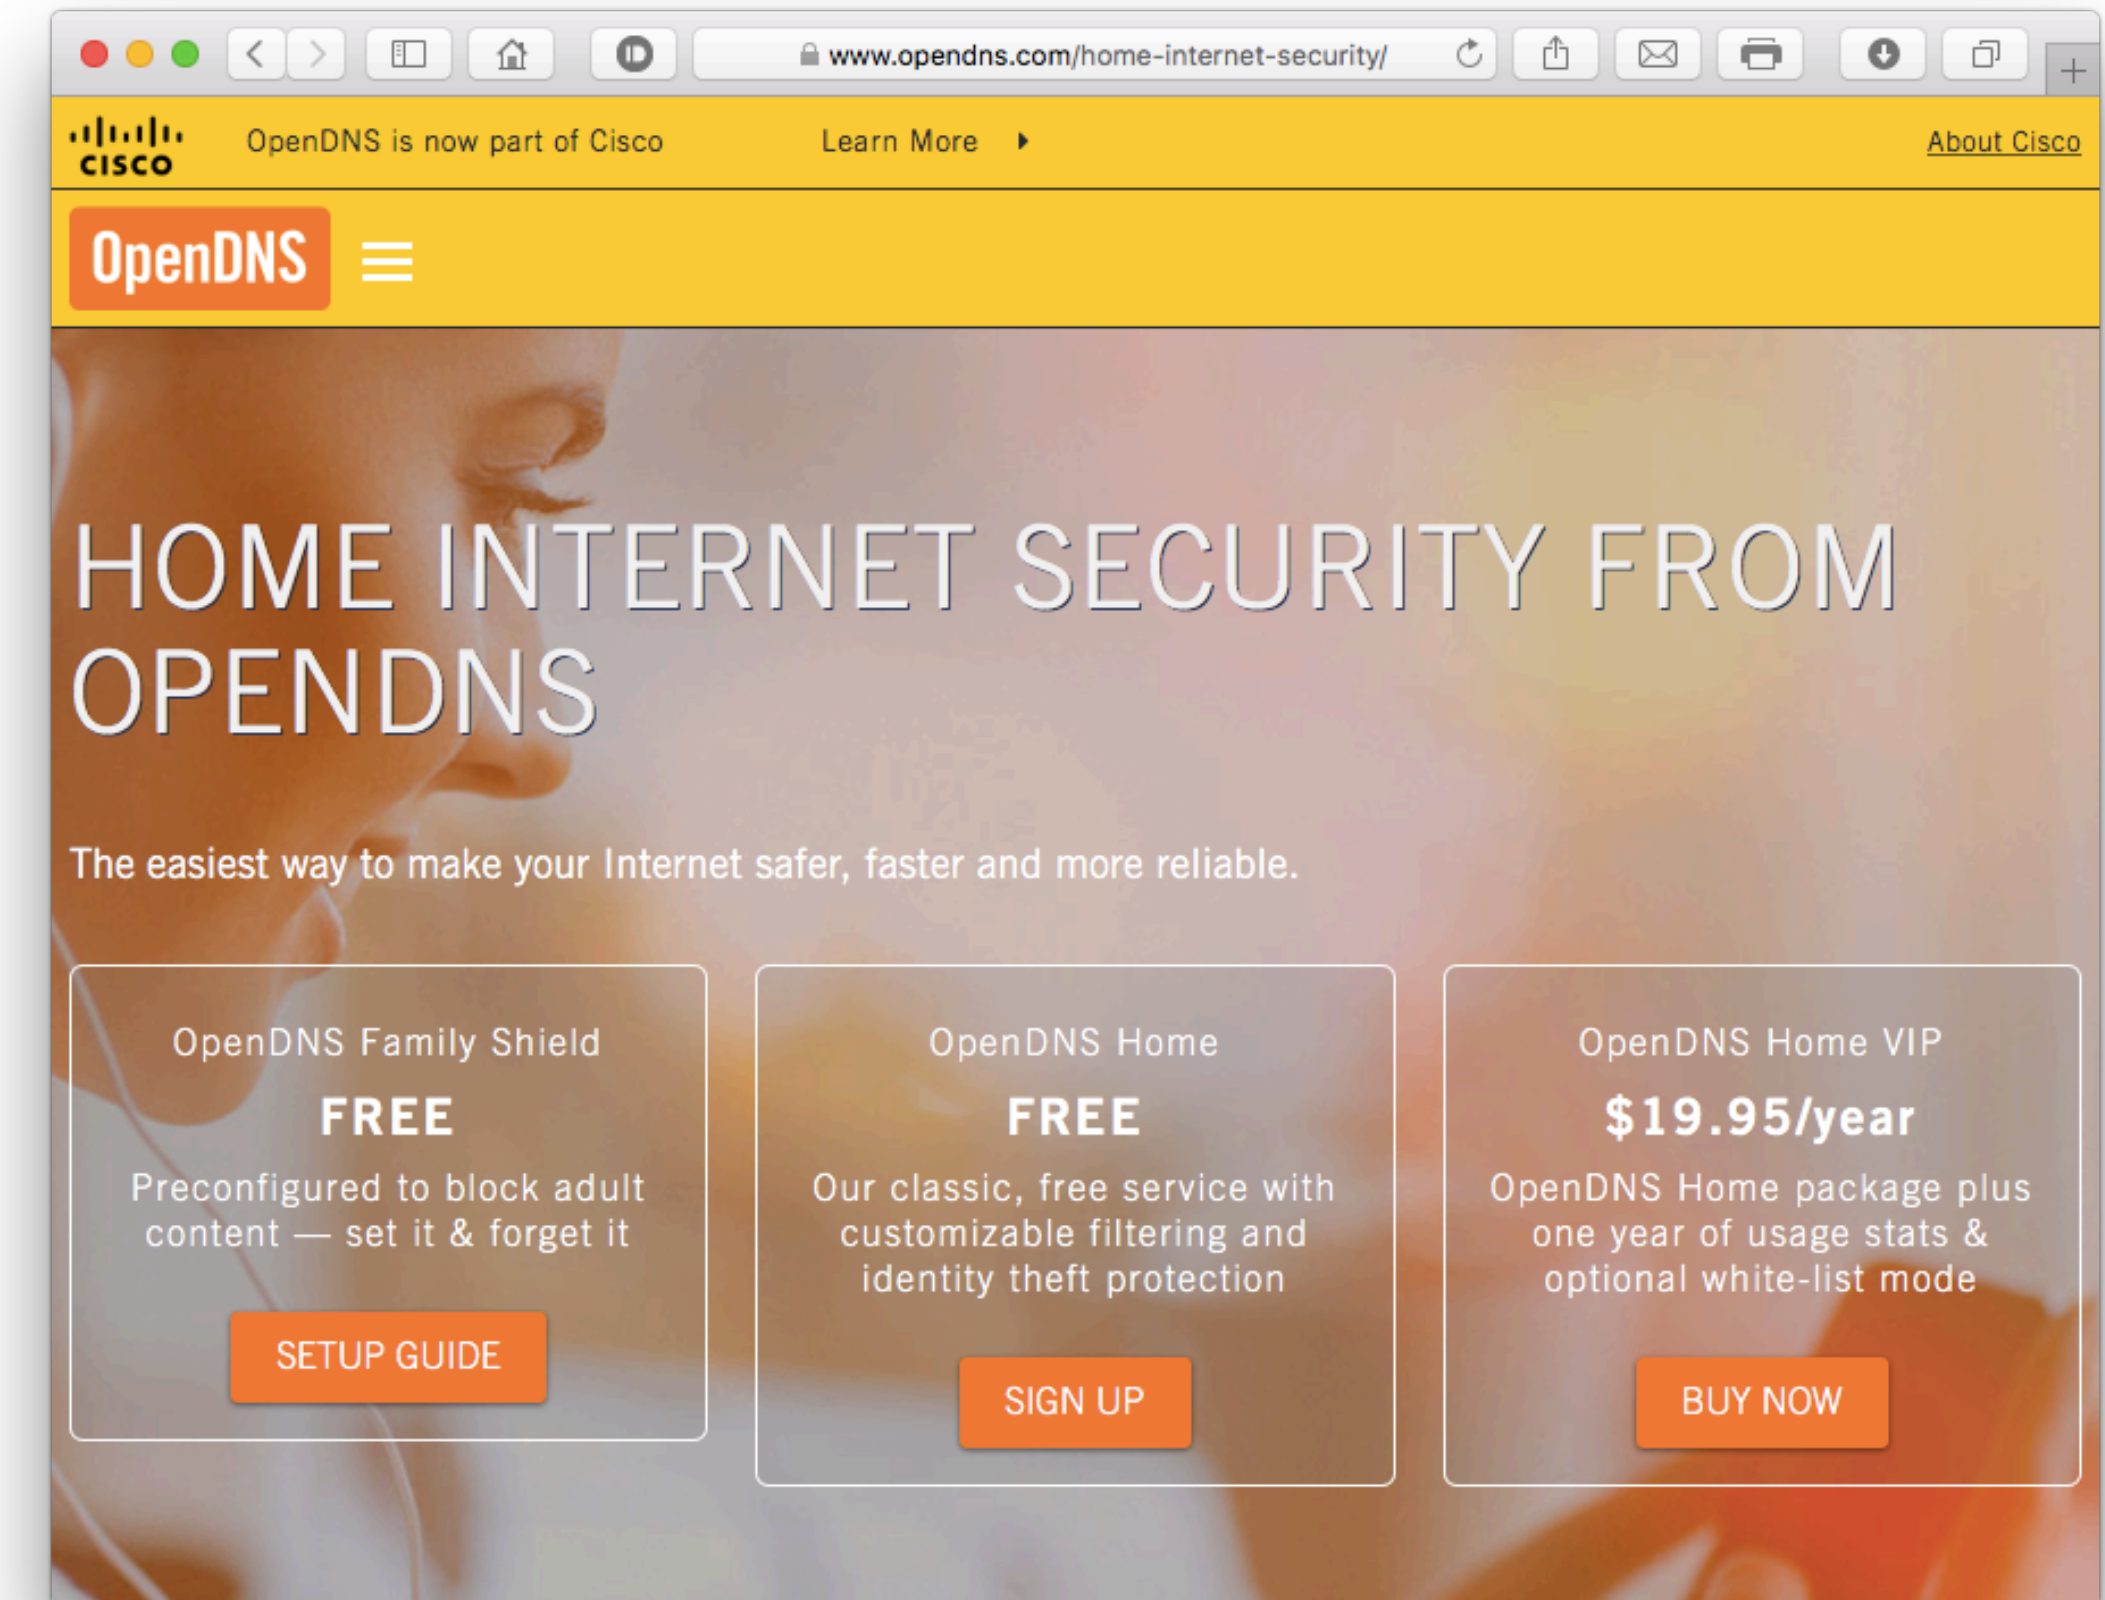 www.opendns.com/home-internet-security/
CISCO OpenDNS is now part of Cisco Learn More About Cisco
OpenDNS
HOME INTERNET SECURITY FROM
OPENDNS
The easiest way to make your Internet safer, faster and more reliable.
OpenDNS Family Shield
FREE
Preconfigured to block adult
content — set it & forget it
SETUP GUIDE
OpenDNS Home
FREE
Our classic, free service with
customizable filtering and
identity theft protection
SIGN UP
OpenDNS Home VIP
$19.95/year
OpenDNS Home package plus
one year of usage stats &
optional white-list mode
BUY NOW